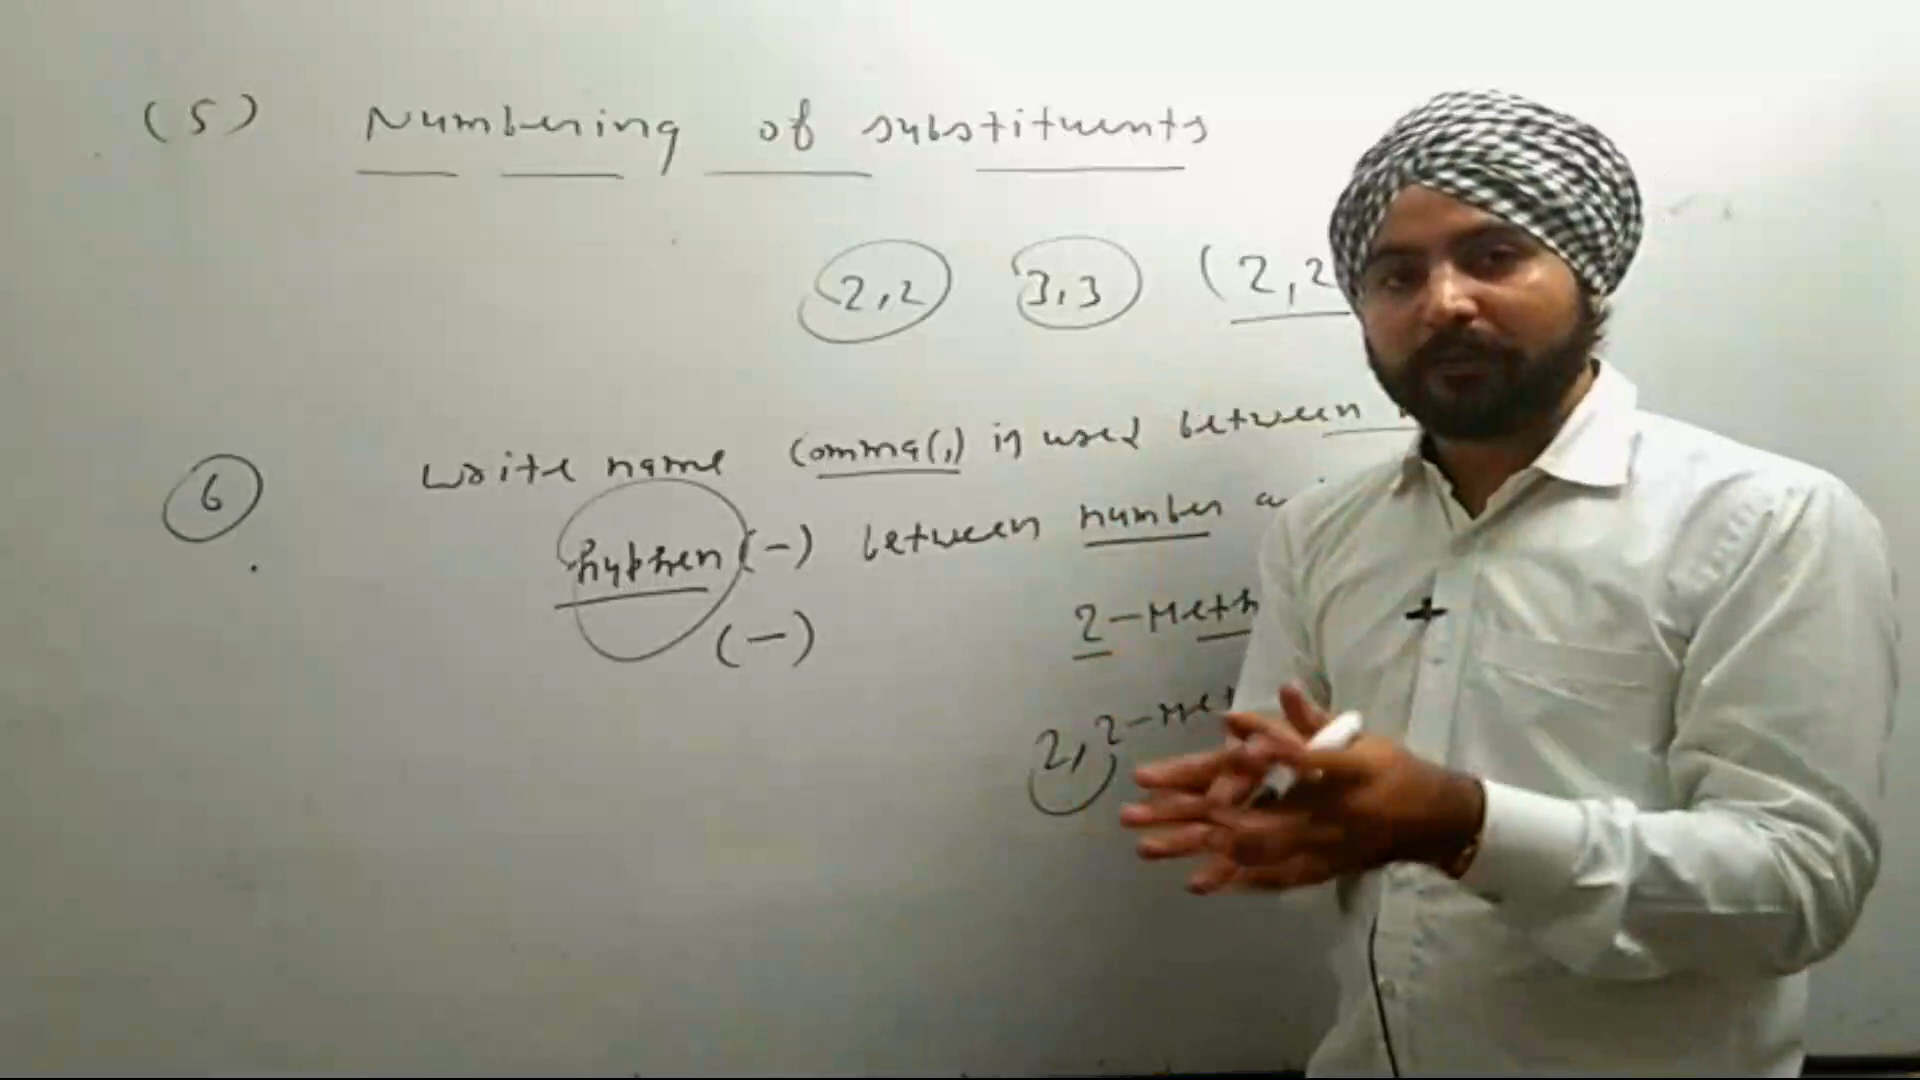 (5) Numbering of substituents
2,2 3,3 (2,2
6 write name comma(,) is used between
hyphen (-) between number
(-) 2-Meth
2,2-Met